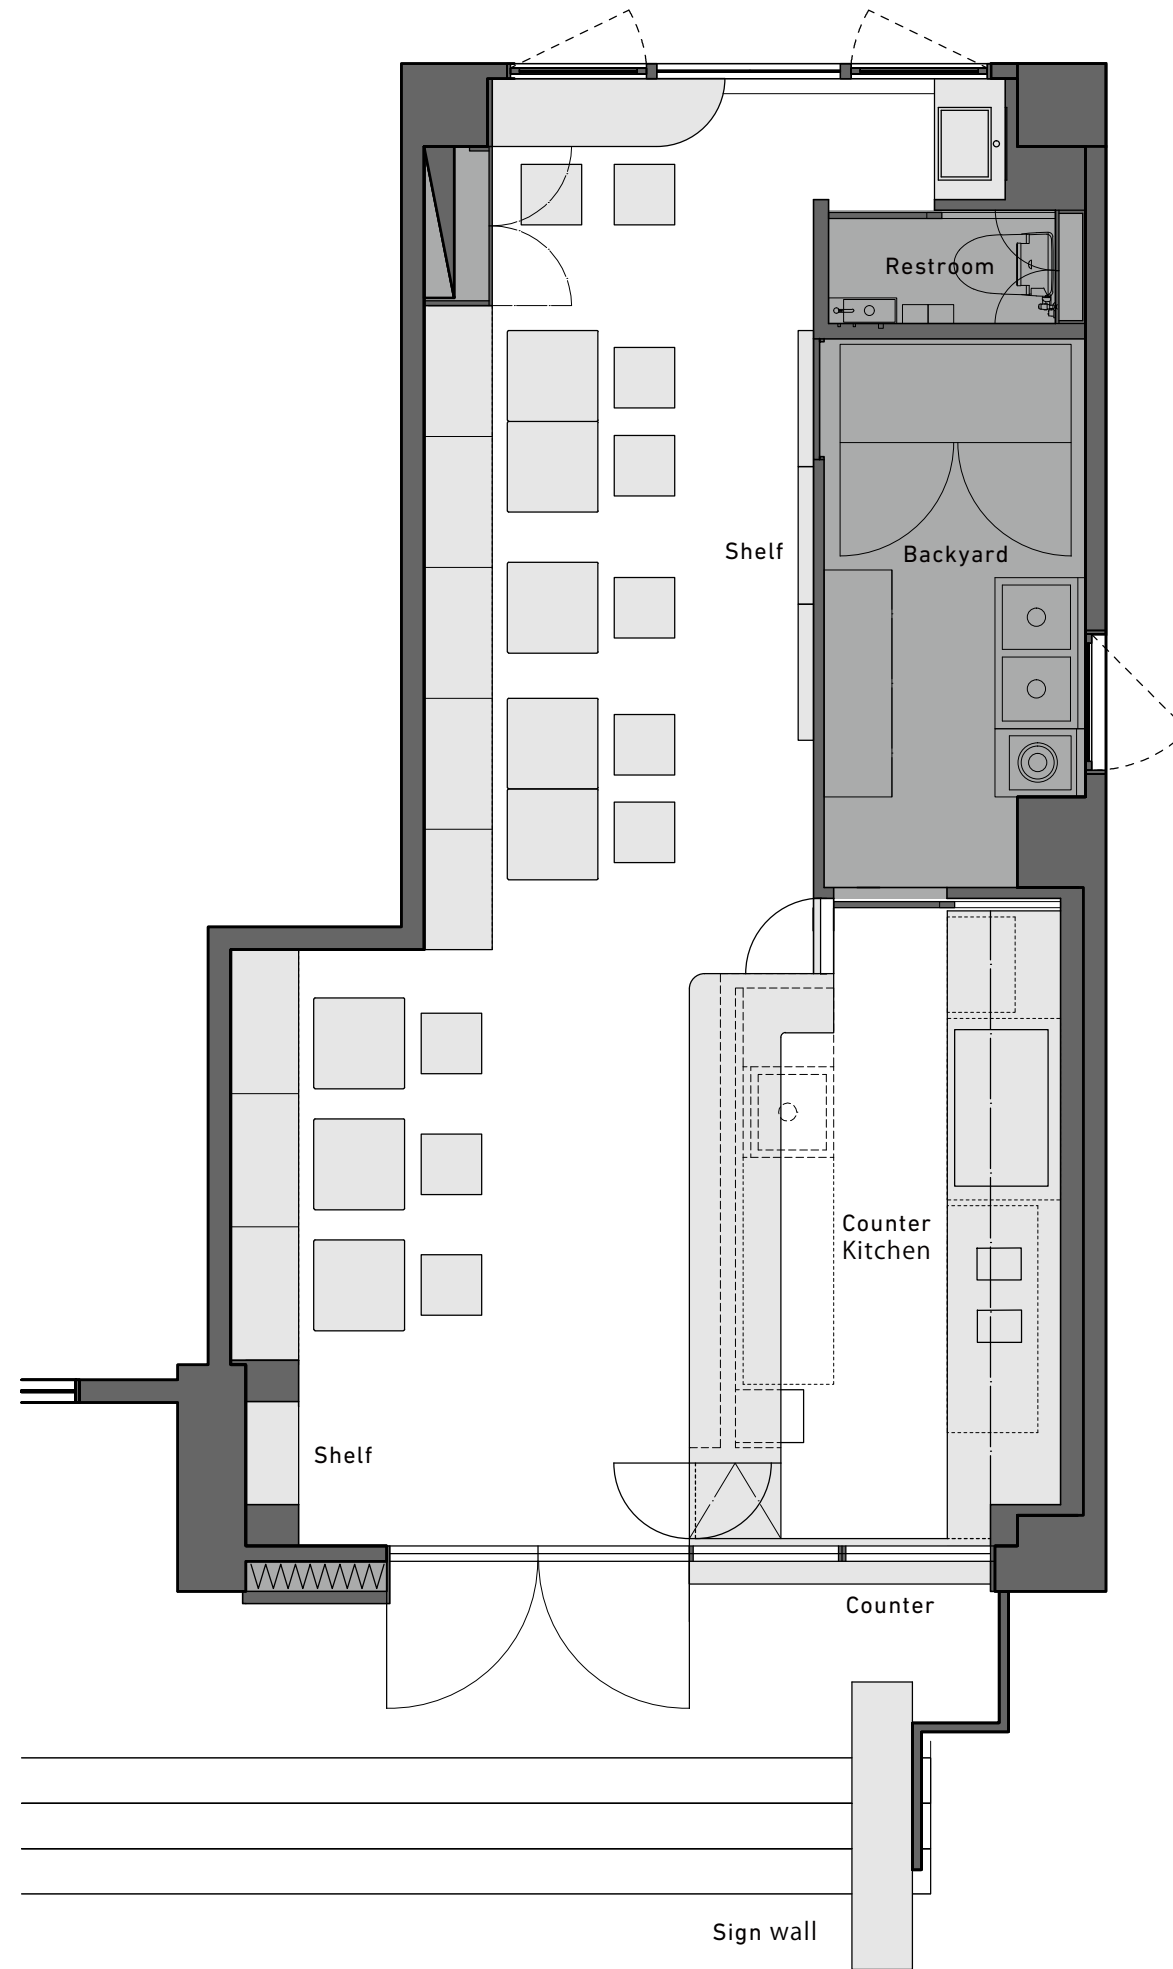 Restroom
Shelf
Backyard
Counter
Kitchen
Shelf
Counter
Sign wall